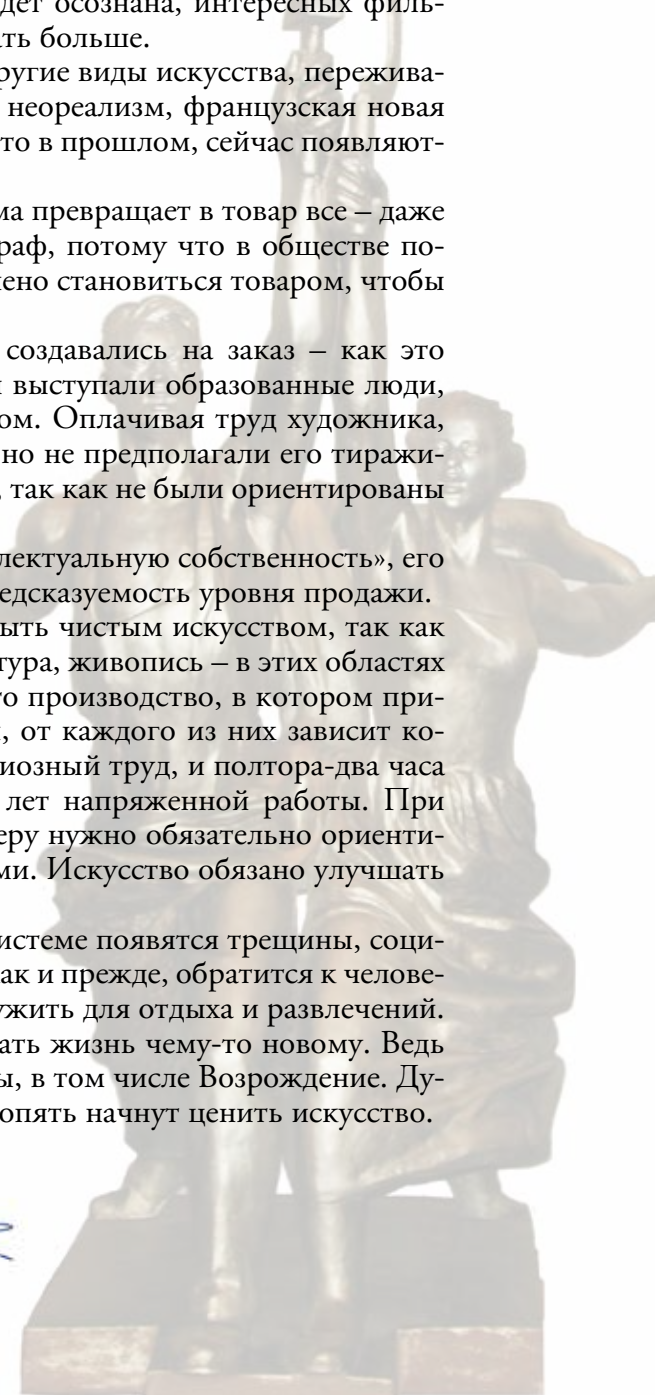 дет осознана, интересных филь-
ать больше.
ругие виды искусства, пережива-
неореализм, французская новая
то в прошлом, сейчас появляют-
ма превращает в товар все – даже
раф, потому что в обществе по-
ено становиться товаром, чтобы
создавались на заказ – как это
и выступали образованные люди,
ом. Оплачивая труд художника,
но не предполагали его тиражи-
, так как не были ориентированы
лектуальную собственность», его
едсказуемость уровня продажи.
ыть чистым искусством, так как
тура, живопись – в этих областях
то производство, в котором при-
, от каждого из них зависит ко-
иозный труд, и полтора-два часа
лет напряженной работы. При
еру нужно обязательно ориенти-
ми. Искусство обязано улучшать
истеме появятся трещины, соци-
ак и прежде, обратится к челове-
ужить для отдыха и развлечений.
ать жизнь чему-то новому. Ведь
ы, в том числе Возрождение. Ду-
опять начнут ценить искусство.